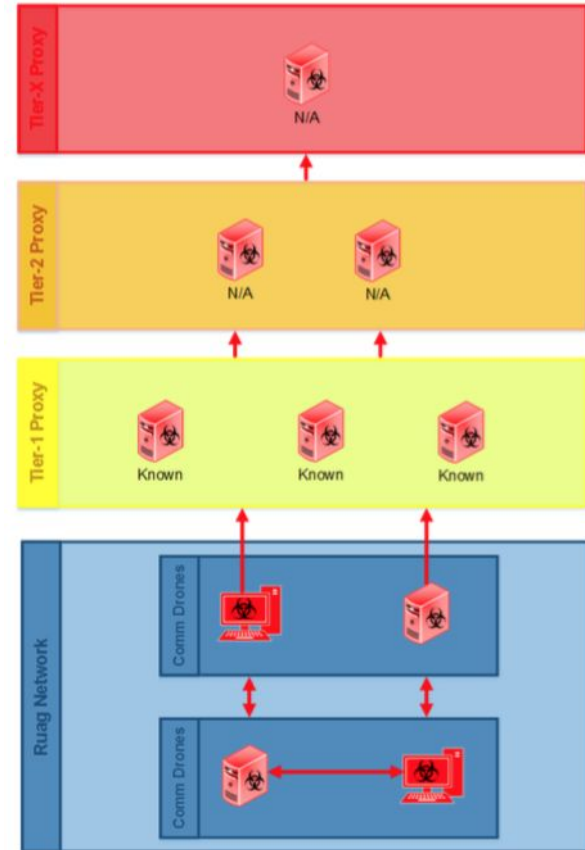 Tier-X Proxy
N/A
Tier-2 Proxy
N/A
N/A
Tier-1 Proxy
Known
Known
Known
Ruag Network
Comm Drones
Comm Drones